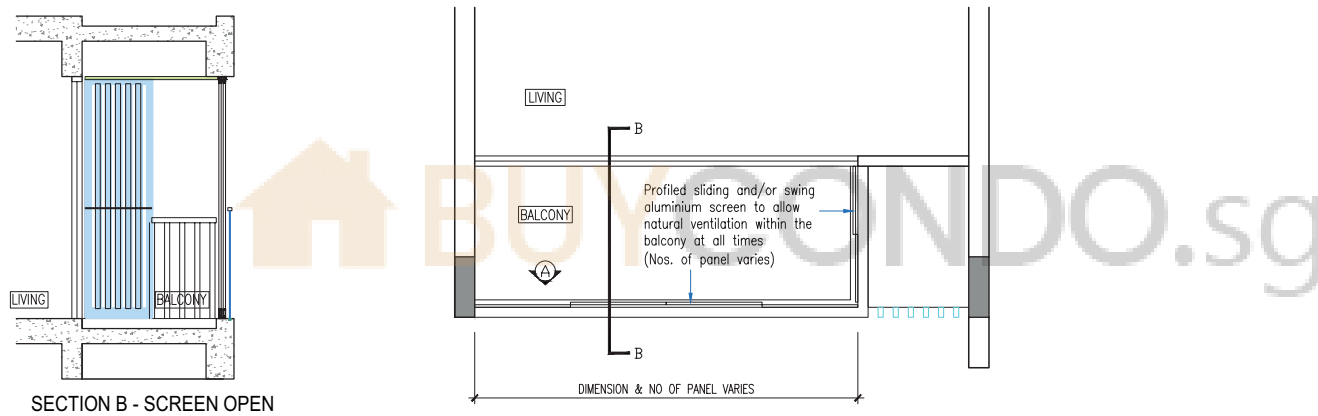 LIVING
BALCONY
SECTION B - SCREEN OPEN
LIVING
B
BALCONY
Profiled sliding and/or swing
aluminium screen to allow
natural ventilation within the
balcony at all times
(Nos. of panel varies)
A
B
DIMENSION & NO OF PANEL VARIES
BUYCONDO.sg